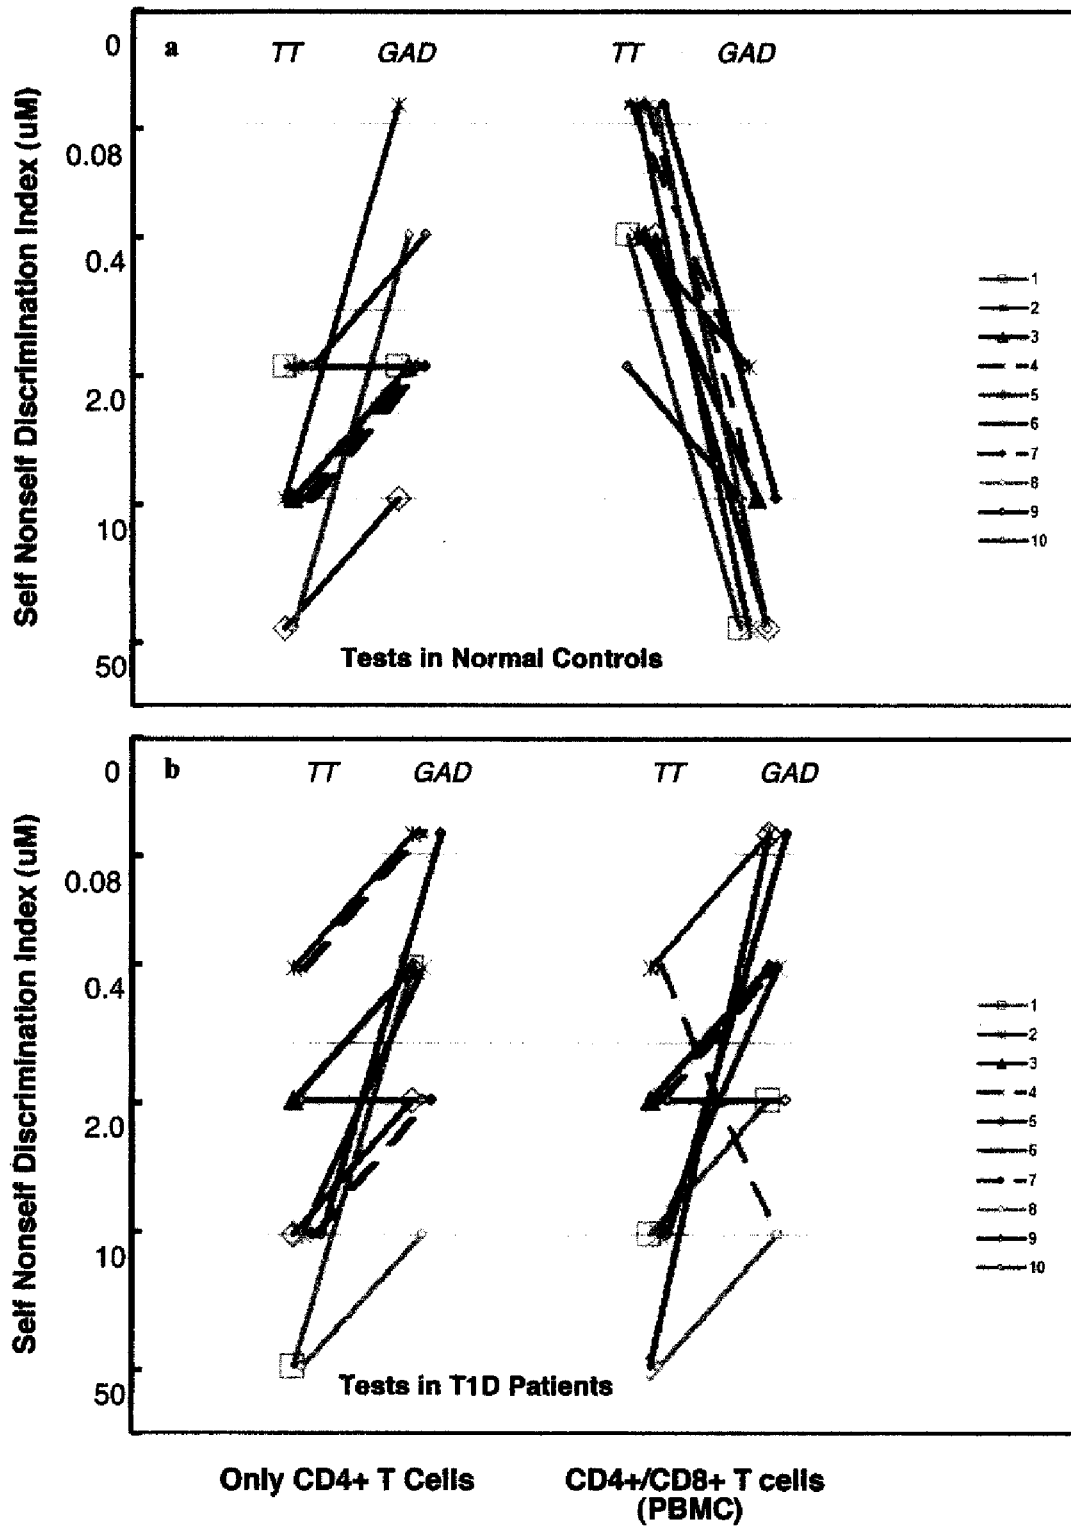 a
TT GAD TT GAD
Self Nonself Discrimination Index (uM)
0
0.08
0.4
2.0
10
50
1
2
3
4
5
6
7
8
9
10
Tests in Normal Controls
b
TT GAD TT GAD
Self Nonself Discrimination Index (uM)
0
0.08
0.4
2.0
10
50
1
2
3
4
5
6
7
8
9
10
Tests in T1D Patients
Only CD4+ T Cells
CD4+/CD8+ T cells
(PBMC)